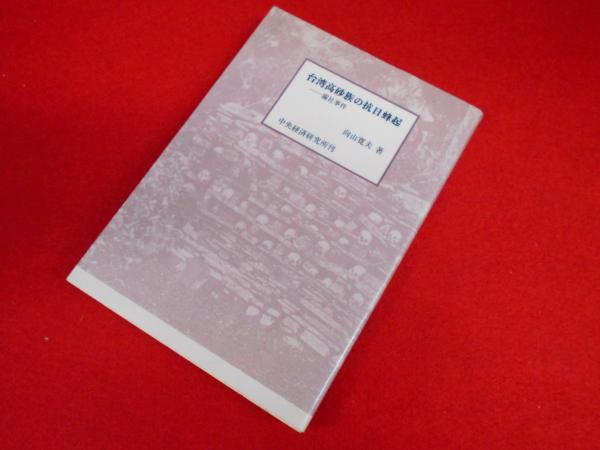 台湾高砂族の抗日蜂起
——霧社事件
向山寛夫 著
中央経済研究所刊